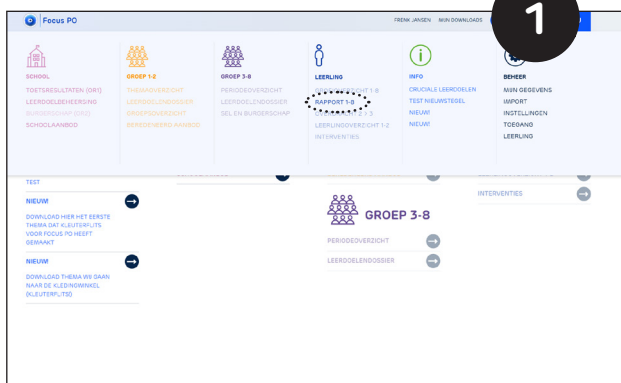 Focus PO
FRENK JANSEN MIJN DOWNLOADS
1
SCHOOL
TOETSRESULTATEN (OR1)
LEERDOELBEHEERSING
BURGERSCHAP (OR2)
SCHOOLAANBOD
GROEP 1-2
THEMAOVERZICHT
LEERDOELENDOSSIER
GROEPSOVERZICHT
BEREDENEERD AANBOD
GROEP 3-8
PERIODEOVERZICHT
LEERDOELENDOSSIER
SEL EN BURGERSCHAP
LEERLING
RAPPORT 1-8
LEERLINGOVERZICHT 1-2
INTERVENTIES
INFO
CRUCIALE LEERDOELEN
TEST NIEUWSTEGEL
NIEUW!
NIEUW!
BEHEER
MIJN GEGEVENS
IMPORT
INSTELLINGEN
TOEGANG
LEERLING
TEST
NIEUW!
DOWNLOAD HIER HET EERSTE
THEMA DAT KLEUTERFLITS
VOOR FOCUS PO HEEFT
GEMAAKT
NIEUW!
DOWNLOAD THEMA WE GAAN
NAAR DE KLEDINGWINKEL
(KLEUTERFLITS)
GROEP 3-8
PERIODEOVERZICHT
LEERDOELENDOSSIER
INTERVENTIES